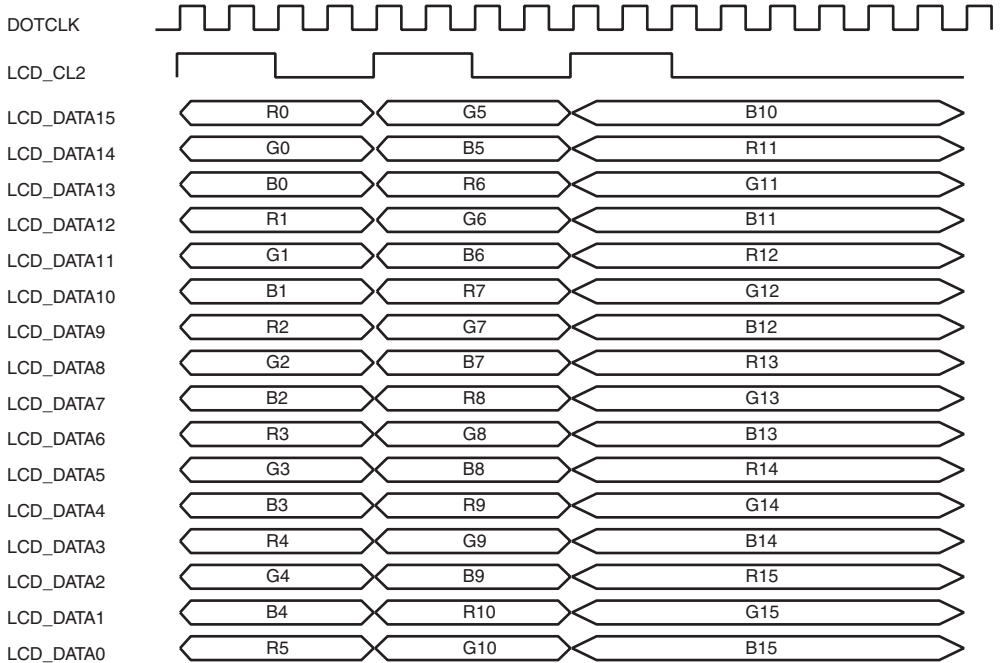 DOTCLK
LCD_CL2
LCD_DATA15 R0 G5 B10
LCD_DATA14 G0 B5 R11
LCD_DATA13 B0 R6 G11
LCD_DATA12 R1 G6 B11
LCD_DATA11 G1 B6 R12
LCD_DATA10 B1 R7 G12
LCD_DATA9 R2 G7 B12
LCD_DATA8 G2 B7 R13
LCD_DATA7 B2 R8 G13
LCD_DATA6 R3 G8 B13
LCD_DATA5 G3 B8 R14
LCD_DATA4 B3 R9 G14
LCD_DATA3 R4 G9 B14
LCD_DATA2 G4 B9 R15
LCD_DATA1 B4 R10 G15
LCD_DATA0 R5 G10 B15